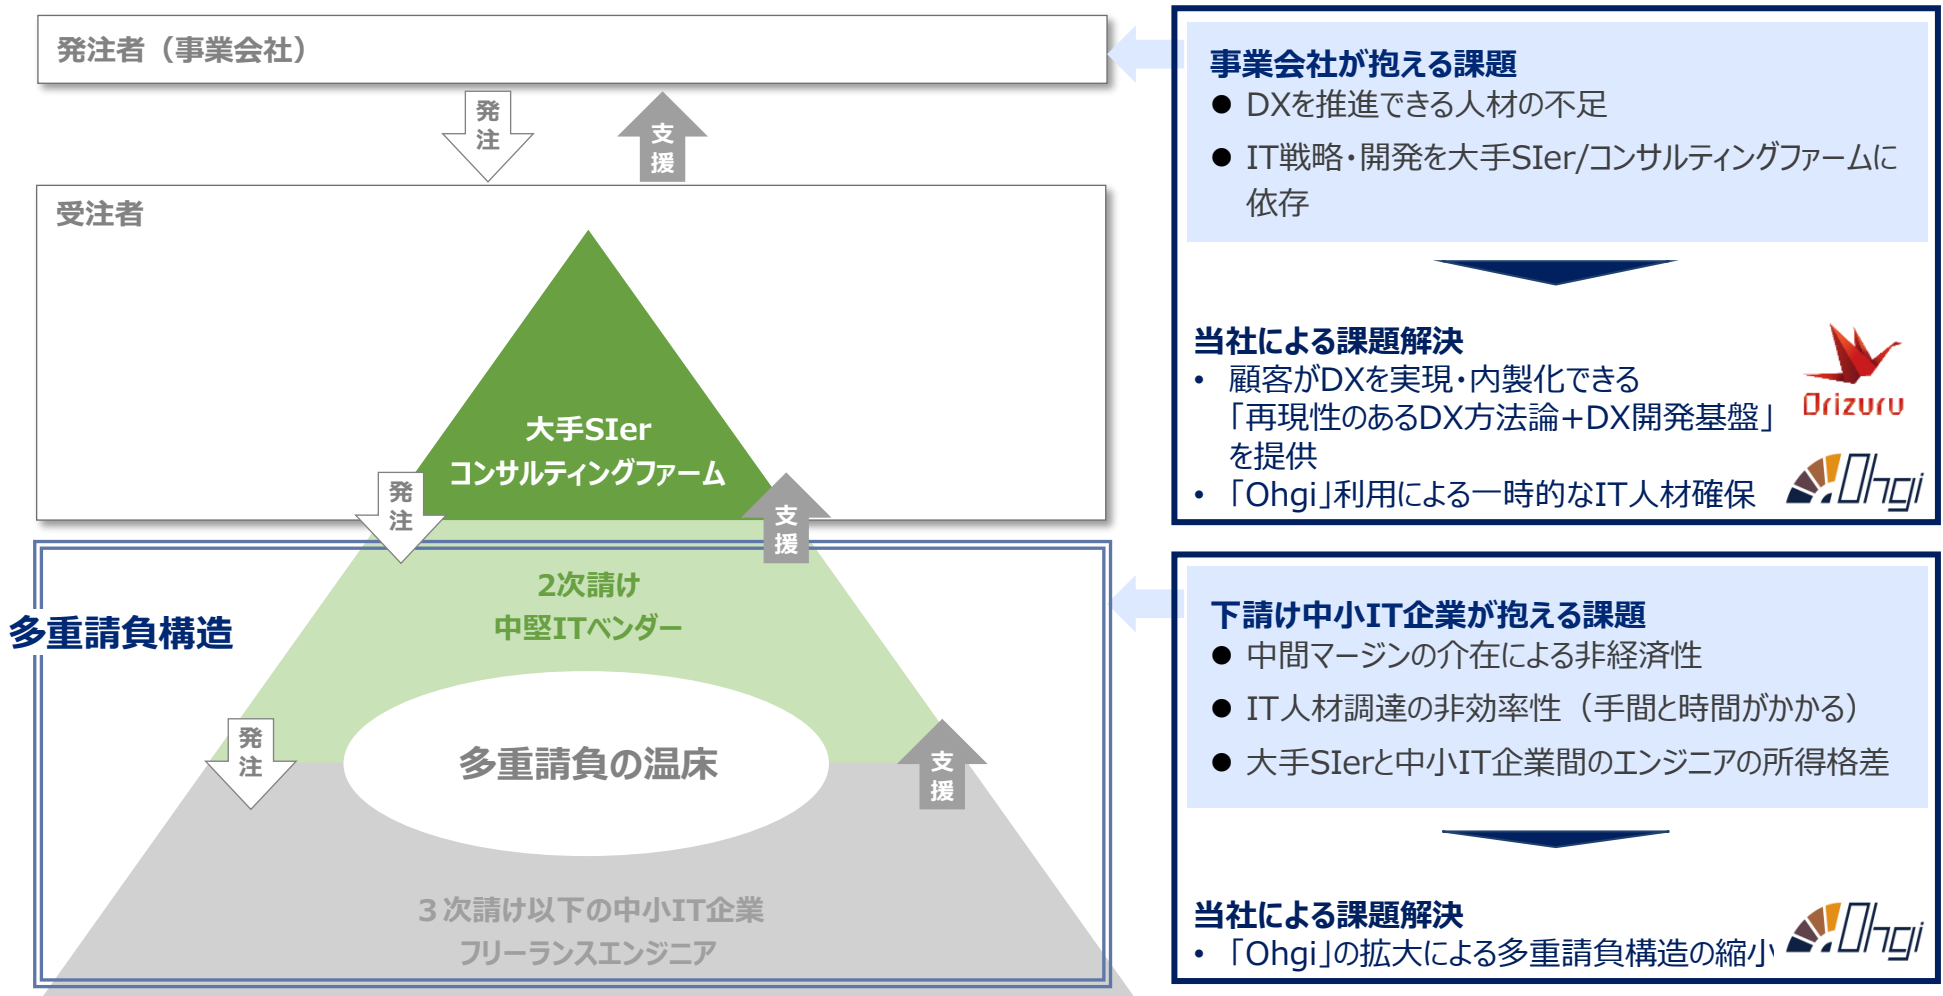 発注者（事業会社）
発
注
支
援
受注者
大手SIer
コンサルティングファーム
発
注
支
援
多重請負構造
2次請け
中堅ITベンダー
発
注
多重請負の温床
支
援
３次請け以下の中小IT企業
フリーランスエンジニア
事業会社が抱える課題
● DXを推進できる人材の不足
● IT戦略・開発を大手SIer/コンサルティングファームに
依存
当社による課題解決
• 顧客がDXを実現・内製化できる
「再現性のあるDX方法論+DX開発基盤」
を提供
• 「Ohgi」利用による一時的なIT人材確保
Orizuru
Ohgi
下請け中小IT企業が抱える課題
● 中間マージンの介在による非経済性
● IT人材調達の非効率性（手間と時間がかかる）
● 大手SIerと中小IT企業間のエンジニアの所得格差
当社による課題解決
• 「Ohgi」の拡大による多重請負構造の縮小
Ohgi